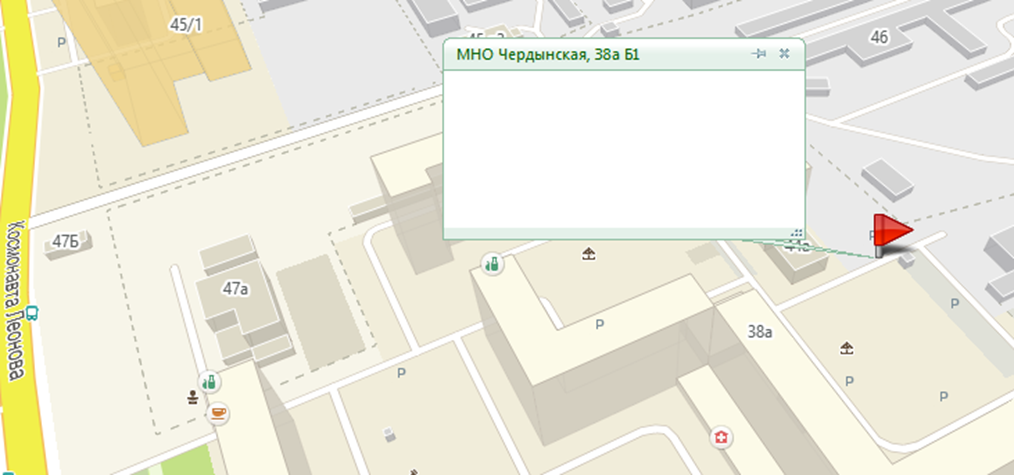 45/1
P
46
МНО Чердынская, 38а Б1
47Б
47а
Космонавта Леонова
P
38а
P
P
P
P